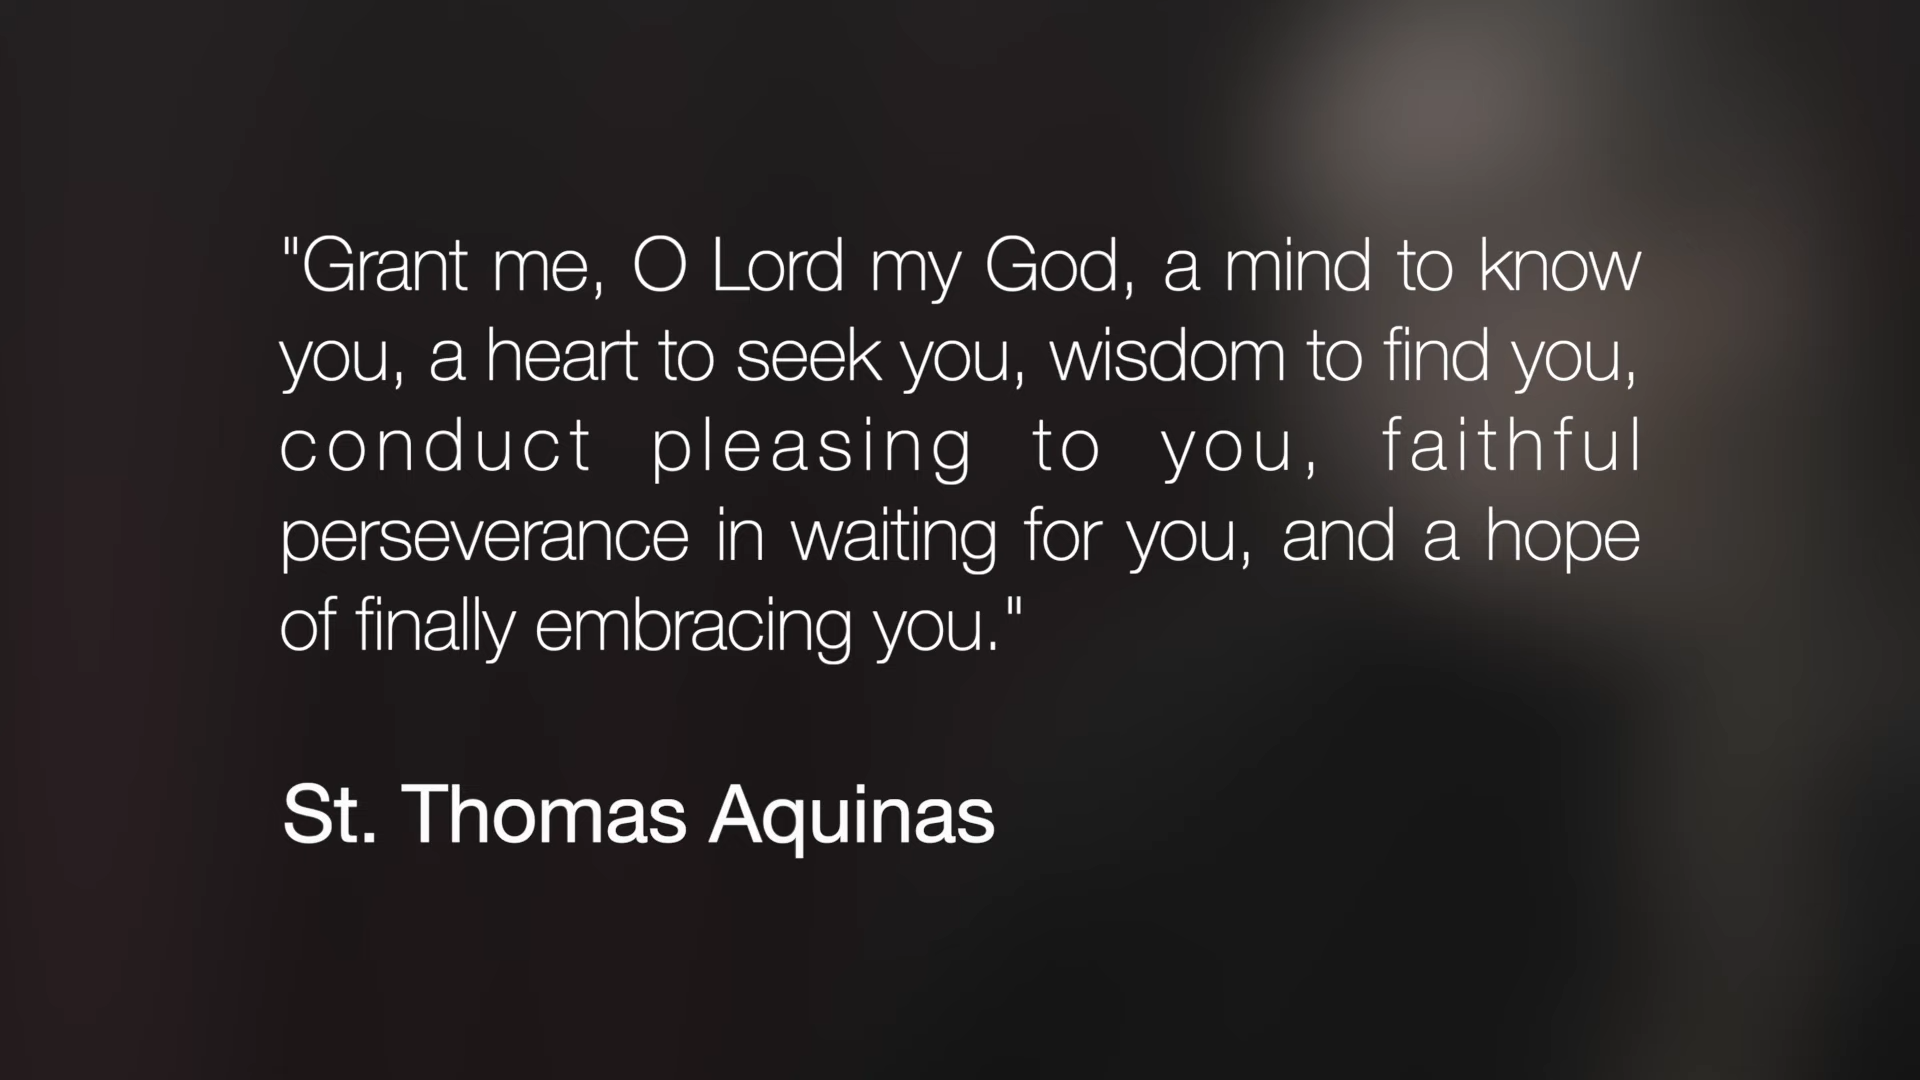 "Grant me, O Lord my God, a mind to know
you, a heart to seek you, wisdom to find you,
conduct pleasing to you, faithful
perseverance in waiting for you, and a hope
of finally embracing you."
St. Thomas Aquinas